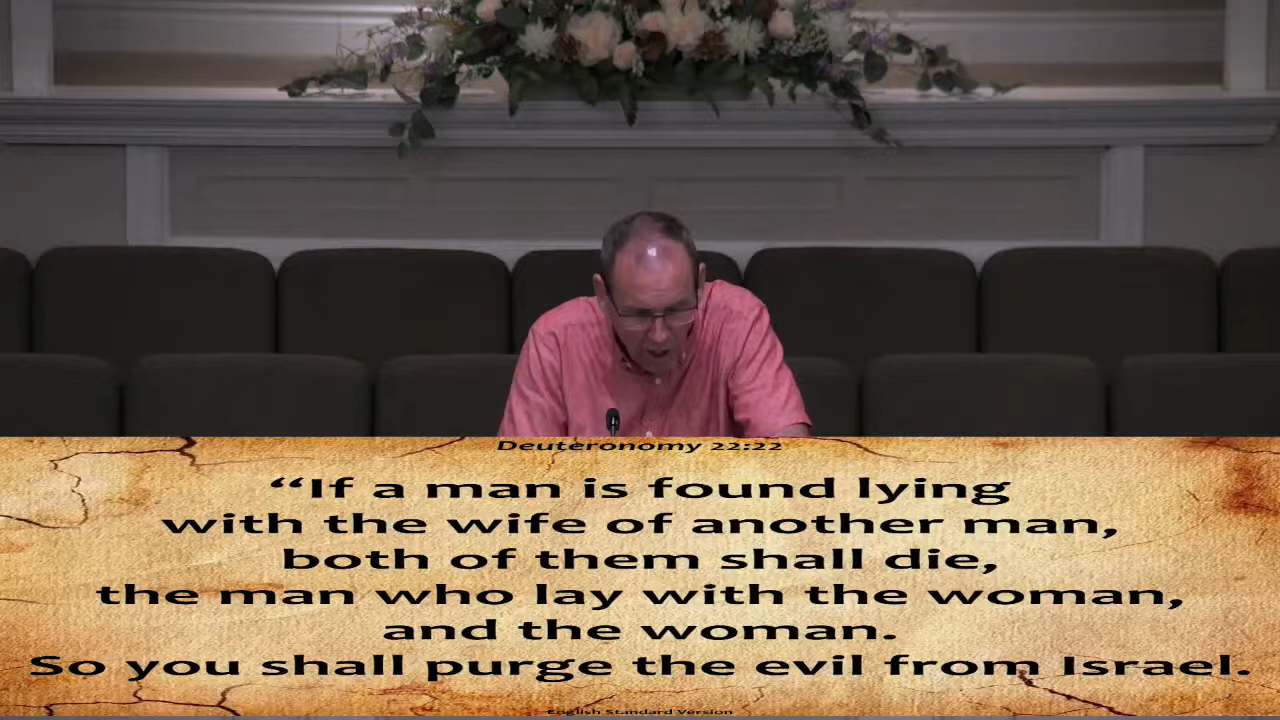 Deuteronomy 22:22
“If a man is found lying
with the wife of another man,
both of them shall die,
the man who lay with the woman,
and the woman.
So you shall purge the evil from Israel.
English Standard Version